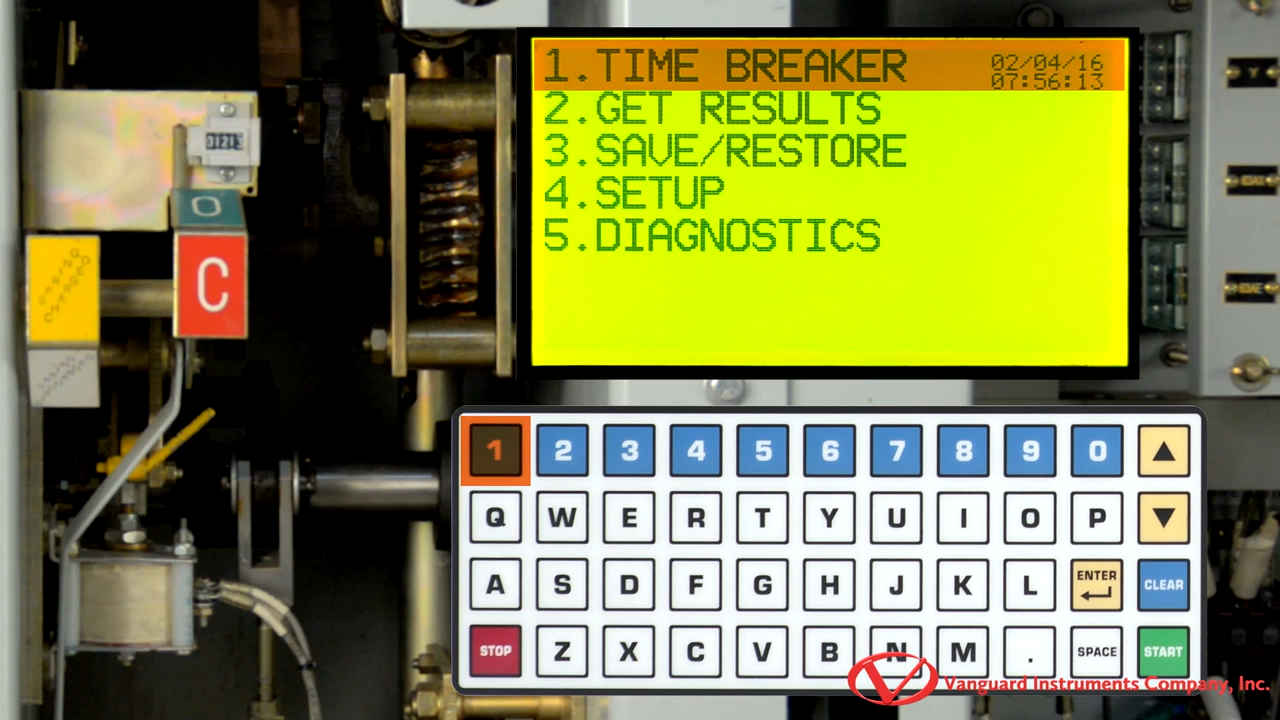 1.TIME BREAKER
02/04/16
07:56:13
2.GET RESULTS
3.SAVE/RESTORE
4.SETUP
5.DIAGNOSTICS
O
C
1 2 3 4 5 6 7 8 9 0
Q W E R T Y U I O P
A S D F G H J K L ENTER CLEAR
STOP Z X C V B N M . SPACE START
Vanguard Instruments Company, Inc.